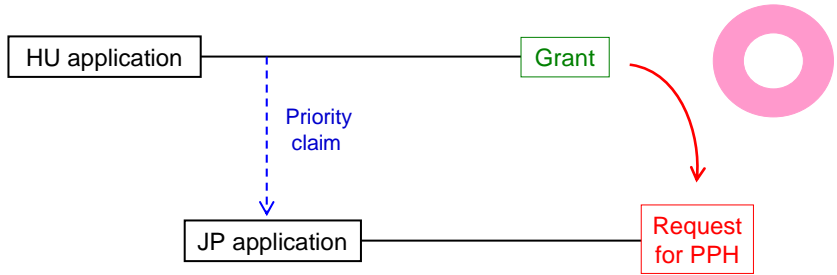 HU application
Grant
Priority
claim
JP application
Request
for PPH